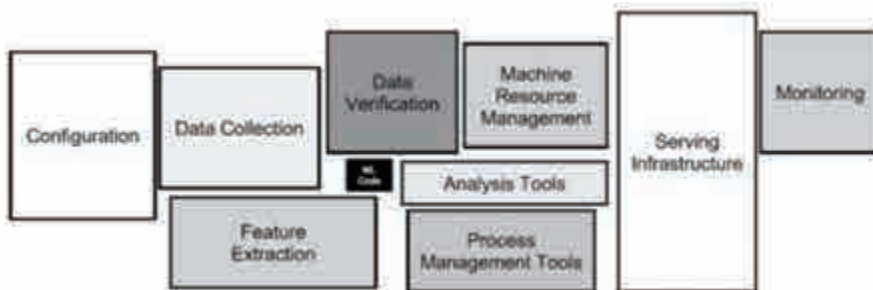 Configuration
Data Collection
Data
Verification
Machine
Resource
Management
Serving
Infrastructure
Monitoring
ML
Code
Analysis Tools
Feature
Extraction
Process
Management Tools